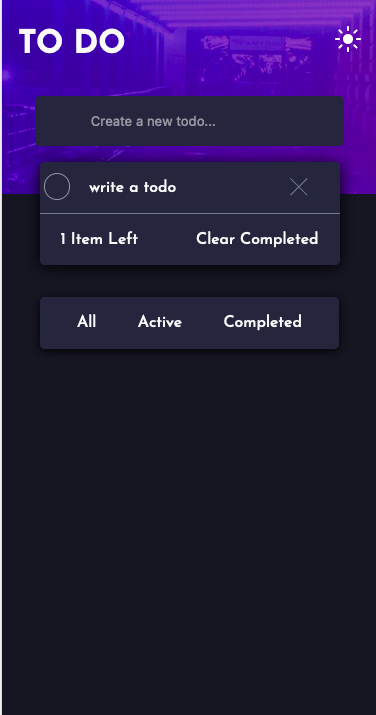 TO DO
Create a new todo...
write a todo
1 Item Left Clear Completed
All Active Completed